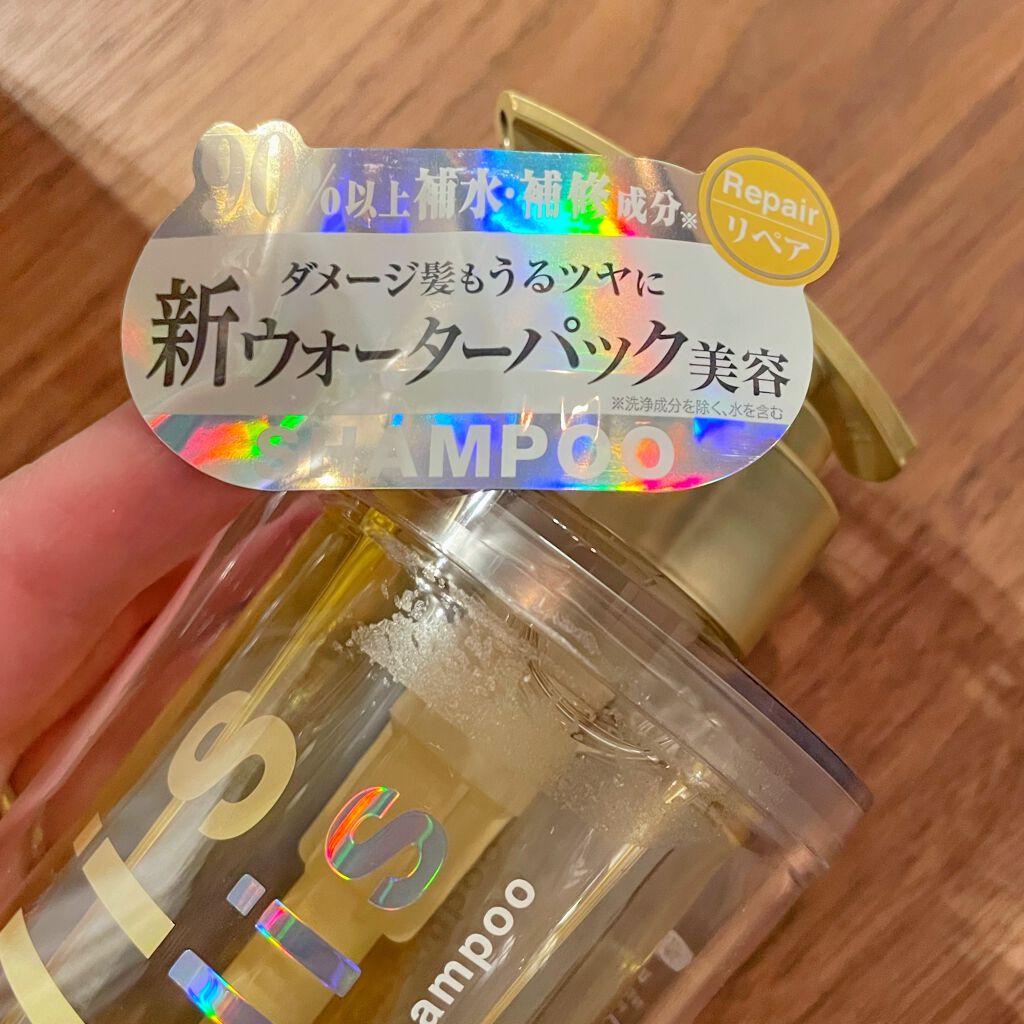 90%以上補水・補修成分※
Repair
リペア
ダメージ髪もうるツヤに
新ウォーターパック美容
※洗浄成分を除く、水を含む
SHAMPOO
ampoo